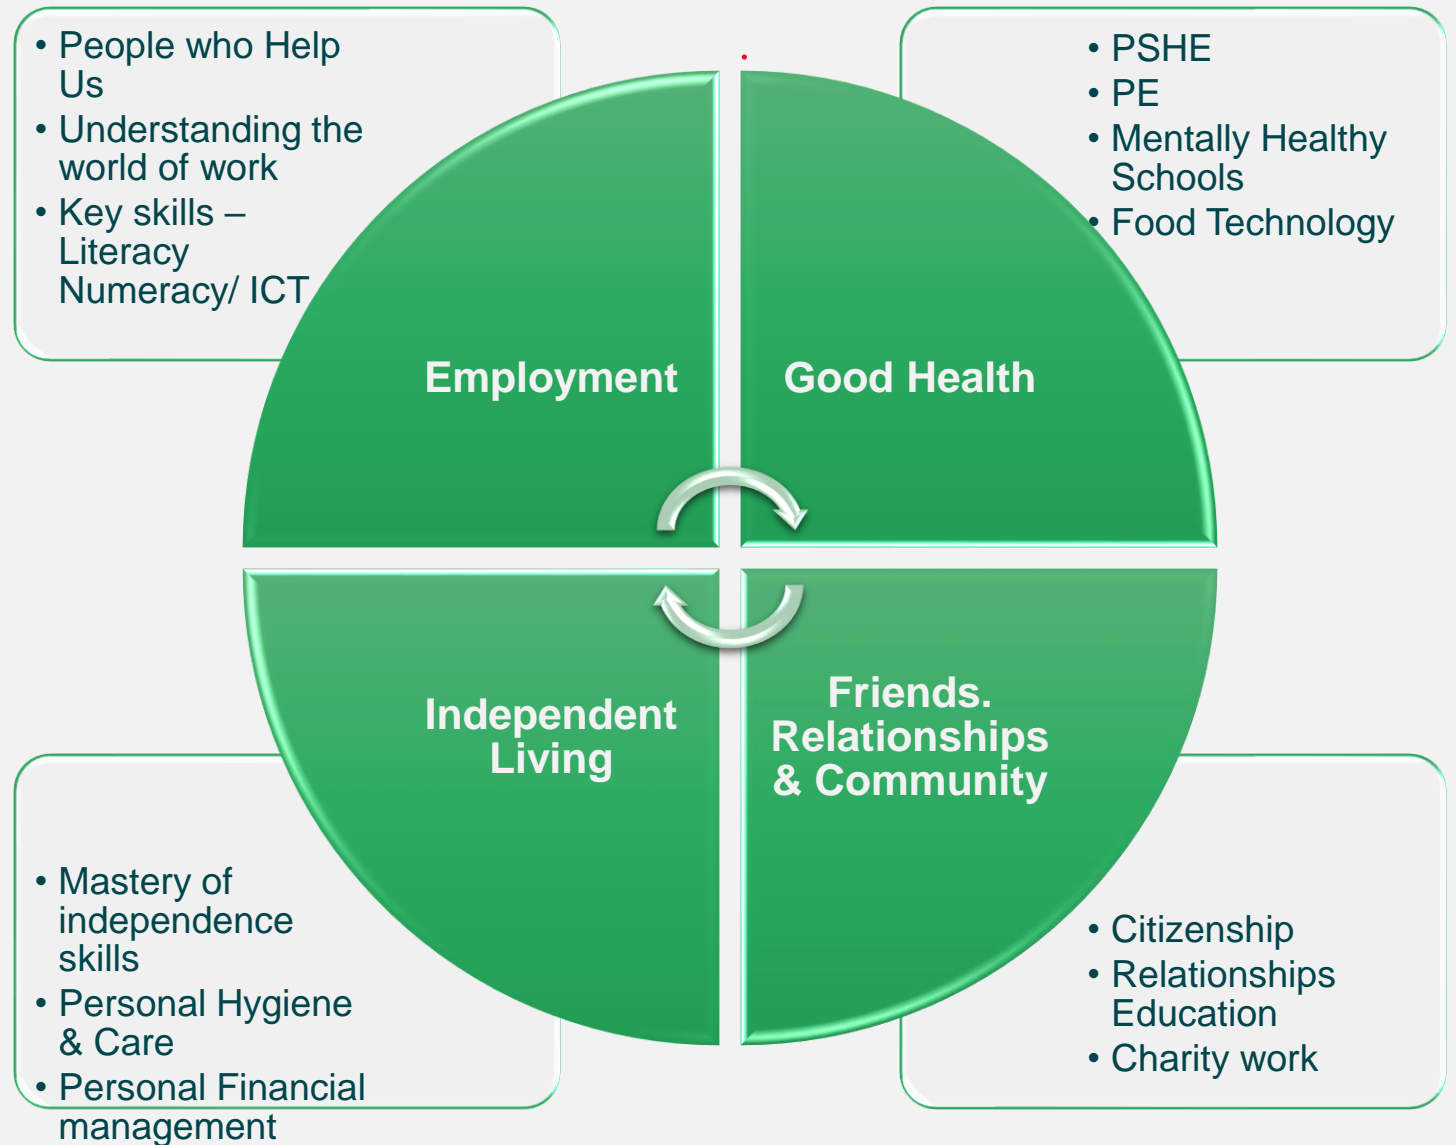 • People who Help
Us
• Understanding the
world of work
• Key skills –
Literacy
Numeracy/ ICT
• PSHE
• PE
• Mentally Healthy
Schools
• Food Technology
Employment
Good Health
Independent
Living
Friends.
Relationships
& Community
• Mastery of
independence
skills
• Personal Hygiene
& Care
• Personal Financial
management
• Citizenship
• Relationships
Education
• Charity work